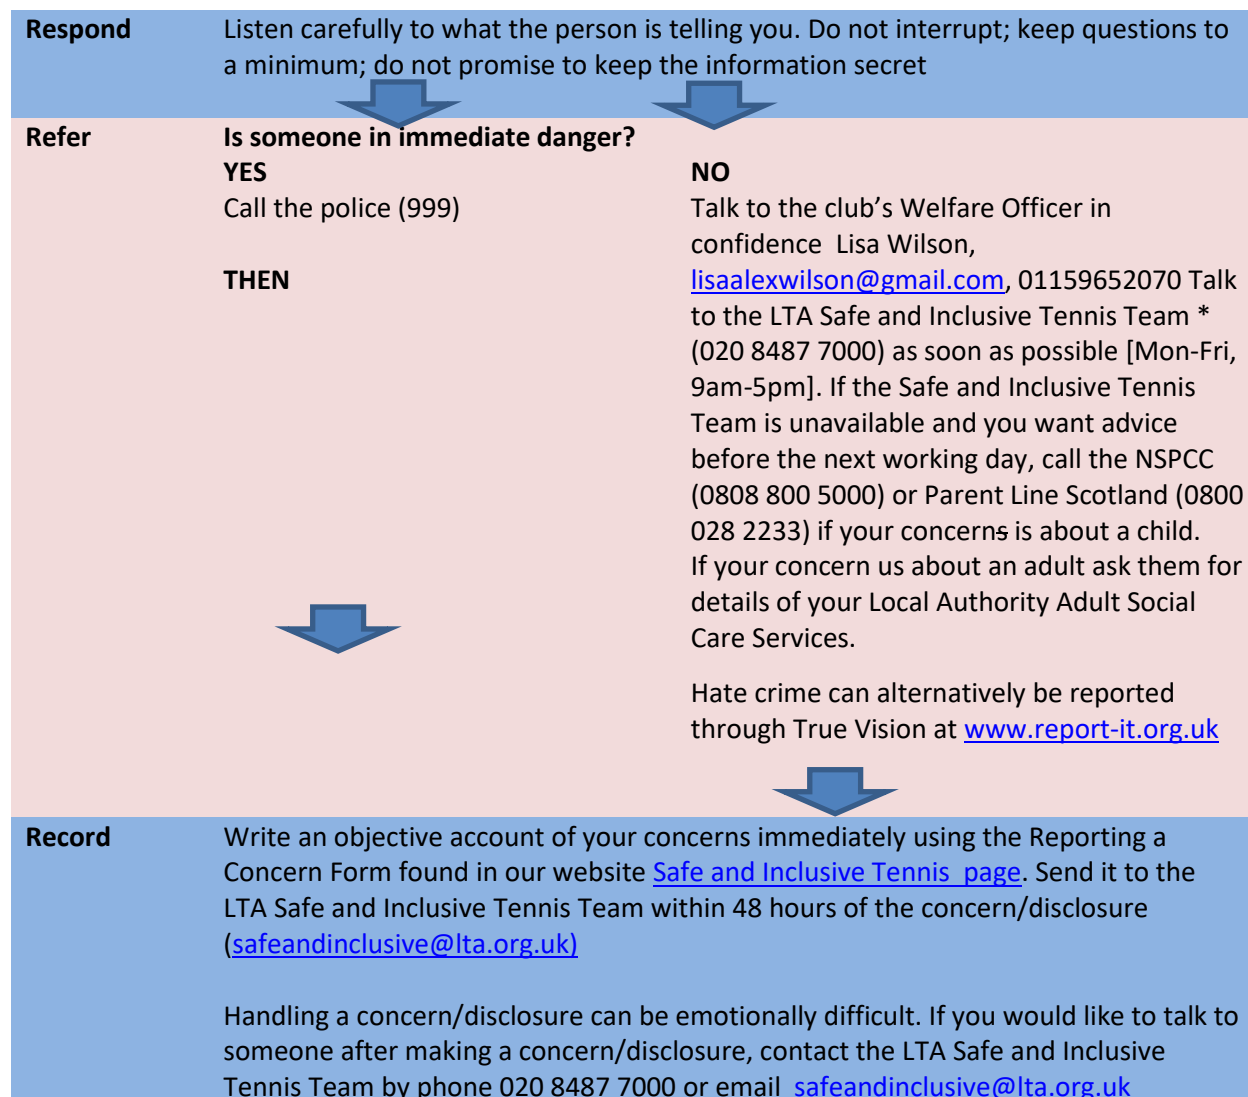 Respond
Listen carefully to what the person is telling you. Do not interrupt; keep questions to
a minimum; do not promise to keep the information secret
Refer
Is someone in immediate danger?
YES
Call the police (999)
THEN
NO
Talk to the club's Welfare Officer in
confidence Lisa Wilson,
lisaalexwilson@gmail.com, 01159652070 Talk
to the LTA Safe and Inclusive Tennis Team *
(020 8487 7000) as soon as possible [Mon-Fri,
9am-5pm]. If the Safe and Inclusive Tennis
Team is unavailable and you want advice
before the next working day, call the NSPCC
(0808 800 5000) or Parent Line Scotland (0800
028 2233) if your concerns is about a child.
If your concern us about an adult ask them for
details of your Local Authority Adult Social
Care Services.
Hate crime can alternatively be reported
through True Vision at www.report-it.org.uk
Record
Write an objective account of your concerns immediately using the Reporting a
Concern Form found in our website Safe and Inclusive Tennis page. Send it to the
LTA Safe and Inclusive Tennis Team within 48 hours of the concern/disclosure
(safeandinclusive@lta.org.uk)
Handling a concern/disclosure can be emotionally difficult. If you would like to talk to
someone after making a concern/disclosure, contact the LTA Safe and Inclusive
Tennis Team by phone 020 8487 7000 or email safeandinclusive@lta.org.uk